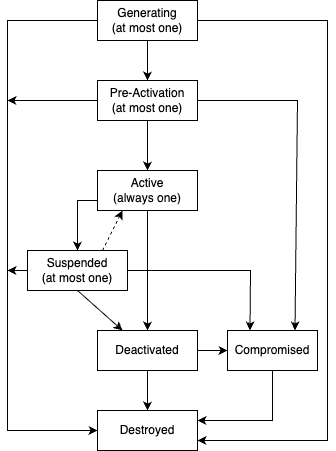 Generating
(at most one)
Pre-Activation
(at most one)
Active
(always one)
Suspended
(at most one)
Deactivated
Compromised
Destroyed